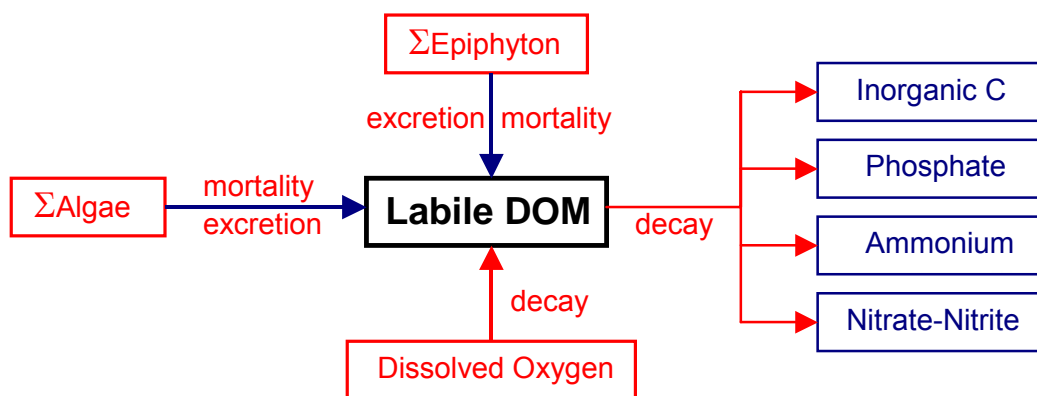 ΣEpiphyton
Inorganic C
excretion mortality
Phosphate
mortality
ΣAlgae
excretion
Labile DOM
decay
Ammonium
decay
Nitrate-Nitrite
Dissolved Oxygen